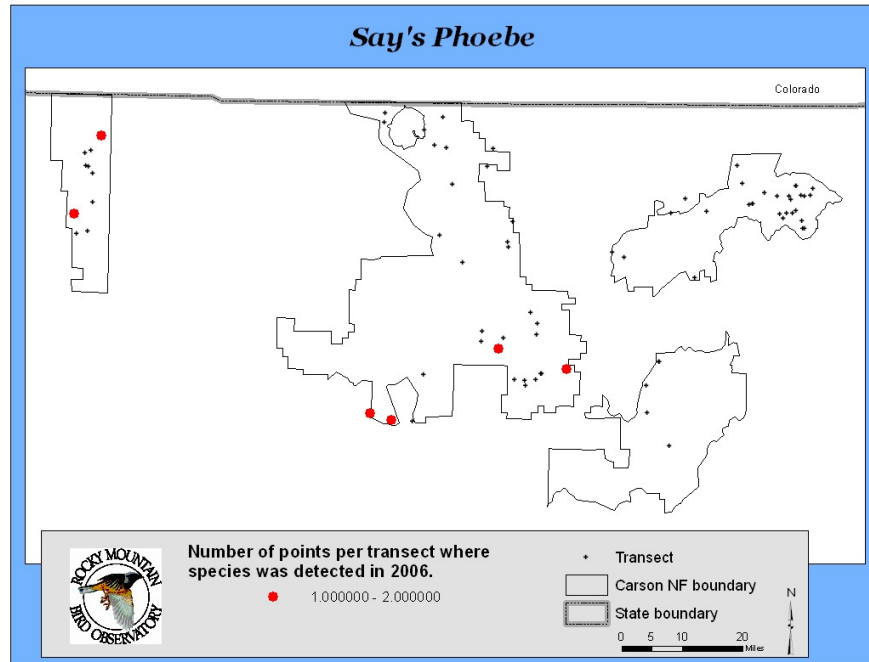 Say's Phoebe
Colorado
ROCKY MOUNTAIN
BIRD OBSERVATORY
Number of points per transect where
species was detected in 2006.
1.000000 - 2.000000
Transect
Carson NF boundary
State boundary
0 5 10 20
Miles
N